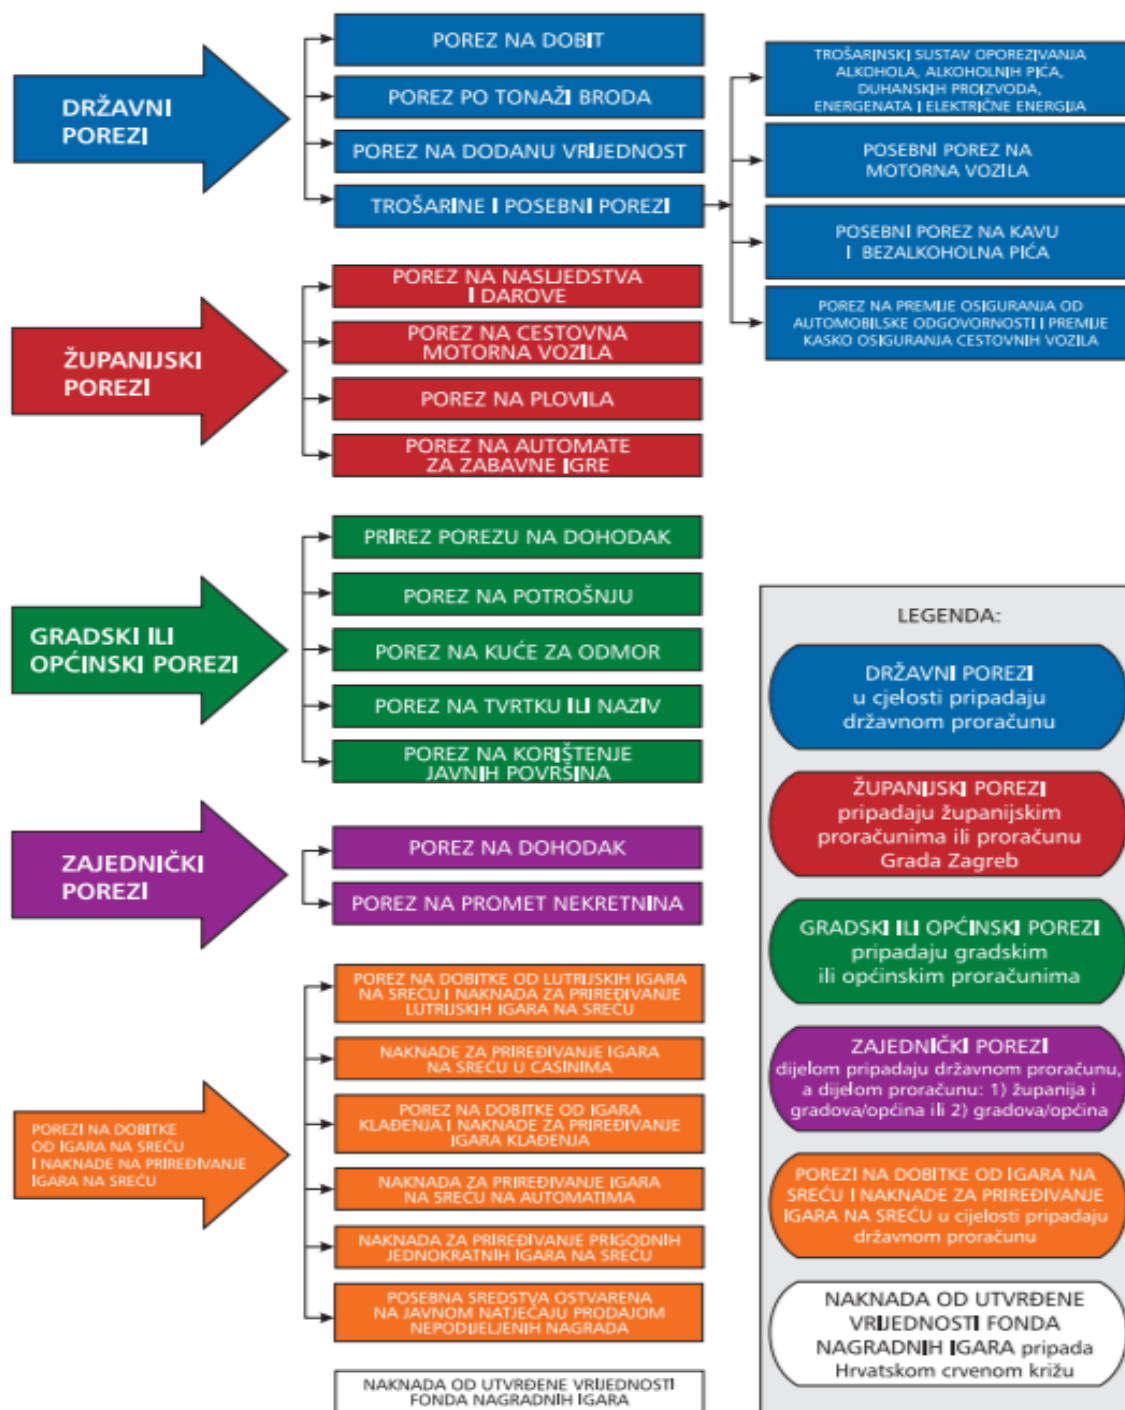 DRŽAVNI
POREZI
POREZ NA DOBIT
POREZ PO TONAŽI BRODA
POREZ NA DODANU VRIJEDNOST
TROŠARINE I POSEBNI POREZI
TROŠARINSKI SUSTAV OPOREZIVANJA
ALKOHOLA, ALKOHOLNIH PIĆA,
DUHANSKIH PROIZVODA,
ENERGENATA I ELEKTRIČNE ENERGIJA
POSEBNI POREZ NA
MOTORNA VOZILA
POSEBNI POREZ NA KAVU
I BEZALKOHOLNA PIĆA
POREZ NA PREMIJE OSIGURANJA OD
AUTOMOBILSKE ODGOVORNOSTI I PREMIJE
KASKO OSIGURANJA CESTOVNIH VOZILA
ŽUPANIJSKI
POREZI
POREZ NA NASLJEDSTVA
I DAROVE
POREZ NA CESTOVNA
MOTORNA VOZILA
POREZ NA PLOVILA
POREZ NA AUTOMATE
ZA ZABAVNE IGRE
GRADSKI ILI
OPĆINSKI POREZI
PRIREZ POREZU NA DOHODAK
POREZ NA POTROŠNJU
POREZ NA KUĆE ZA ODMOR
POREZ NA TVRTKU ILI NAZIV
POREZ NA KORIŠTENJE
JAVNIH POVRŠINA
ZAJEDNIČKI
POREZI
POREZ NA DOHODAK
POREZ NA PROMET NEKRETNINA
POREZI NA DOBITKE
OD IGARA NA SREĆU
I NAKNADE NA PRIREĐIVANJE
IGARA NA SREĆU
POREZ NA DOBITKE OD LUTRIJSKIH IGARA
NA SREĆU I NAKNADA ZA PRIREĐIVANJE
LUTRIJSKIH IGARA NA SREĆU
NAKNADE ZA PRIREĐIVANJE IGARA
NA SREĆU U CASINIMA
POREZ NA DOBITKE OD IGARA
KLAĐENJA I NAKNADE ZA PRIREĐIVANJE
IGARA KLAĐENJA
NAKNADA ZA PRIREĐIVANJE IGARA
NA SREĆU NA AUTOMATIMA
NAKNADA ZA PRIREĐIVANJE PRIGODNIH
JEDNOKRATNIH IGARA NA SREĆU
POSEBNA SREDSTVA OSTVARENA
NA JAVNOM NATJEČAJU PRODAJOM
NEPODIJELJENIH NAGRADA
NAKNADA OD UTVRĐENE VRIJEDNOSTI
FONDA NAGRADNIH IGARA
LEGENDA:
DRŽAVNI POREZI
u cjelosti pripadaju
državnom proračunu
ŽUPANIJSKI POREZI
pripadaju županijskim
proračunima ili proračunu
Grada Zagreb
GRADSKI ILI OPĆINSKI POREZI
pripadaju gradskim
ili općinskim proračunima
ZAJEDNIČKI POREZI
dijelom pripadaju državnom proračunu,
a dijelom proračunu: 1) županija i
gradova/općina ili 2) gradova/općina
POREZI NA DOBITKE OD IGARA NA
SREĆU I NAKNADE ZA PRIREĐIVANJE
IGARA NA SREĆU u cijelosti pripadaju
državnom proračunu
NAKNADA OD UTVRĐENE
VRIJEDNOSTI FONDA
NAGRADNIH IGARA pripada
Hrvatskom crvenom križu